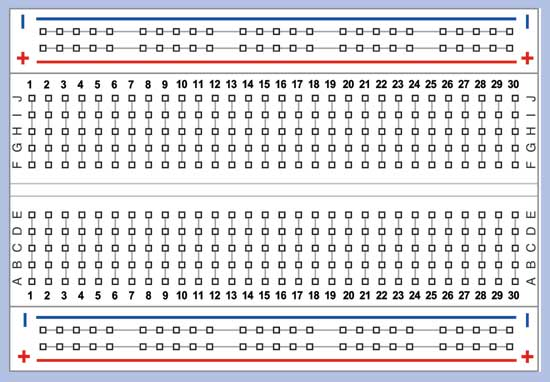 – –
+ +
1 2 3 4 5 6 7 8 9 10 11 12 13 14 15 16 17 18 19 20 21 22 23 24 25 26 27 28 29 30
J J
I I
H H
G G
F F
E E
D D
C C
B B
A A
1 2 3 4 5 6 7 8 9 10 11 12 13 14 15 16 17 18 19 20 21 22 23 24 25 26 27 28 29 30
– –
+ +